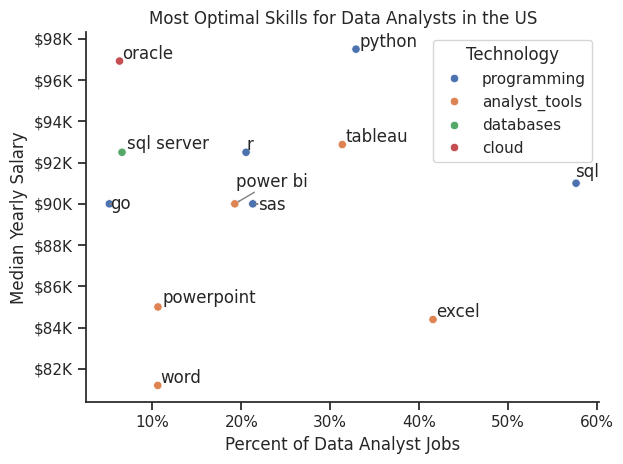 Most Optimal Skills for Data Analysts in the US
$98K
$96K
$94K
$92K
$90K
$88K
$86K
$84K
$82K
Median Yearly Salary
oracle
python
sql server
r
tableau
power bi
sql
go
sas
powerpoint
excel
word
Technology
programming
analyst_tools
databases
cloud
10%
20%
30%
40%
50%
60%
Percent of Data Analyst Jobs